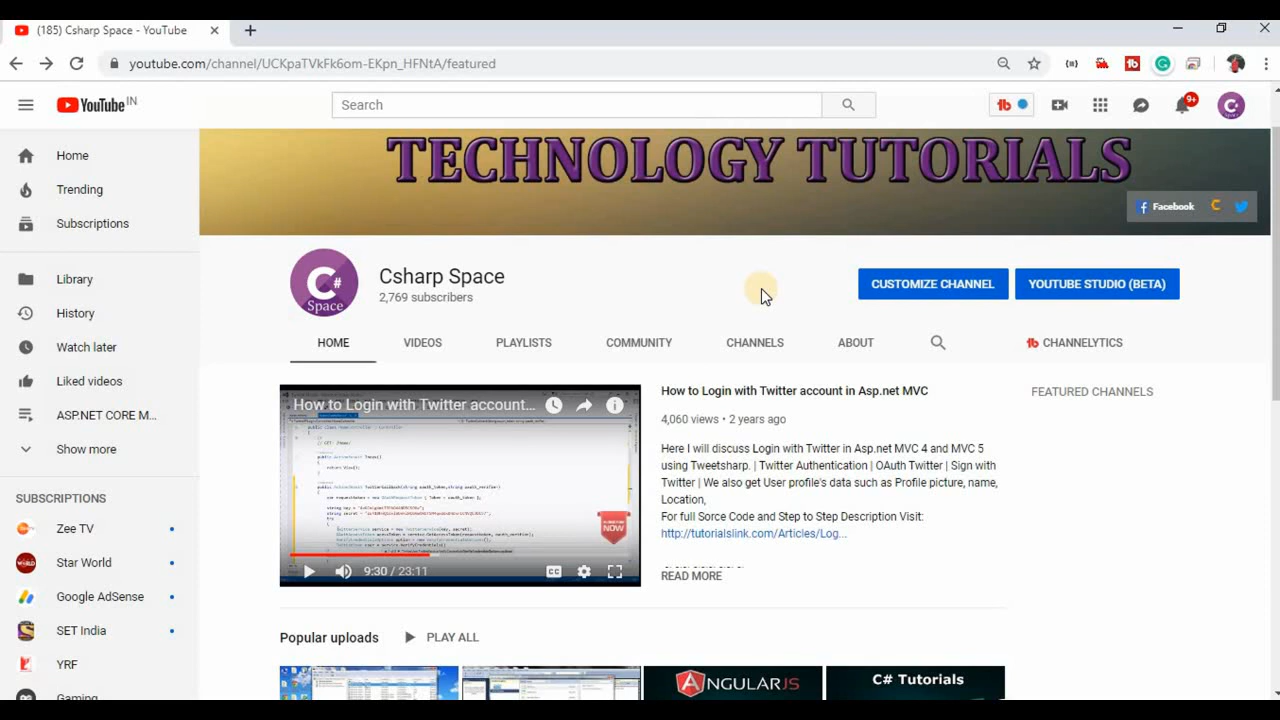 (185) Csharp Space - YouTube
youtube.com/channel/UCKpaTVkFk6om-EKpn_HFNtA/featured
YouTube IN
Search
9+
TECHNOLOGY TUTORIALS
Facebook
C# Space
Csharp Space
2,769 subscribers
CUSTOMIZE CHANNEL
YOUTUBE STUDIO (BETA)
HOME VIDEOS PLAYLISTS COMMUNITY CHANNELS ABOUT CHANNELYTICS
Home
Trending
Subscriptions
Library
History
Watch later
Liked videos
ASP.NET CORE M...
Show more
SUBSCRIPTIONS
Zee TV
Star World
Google AdSense
SET India
YRF
Gaming
How to Login with Twitter account...
NOW
9:30 / 23:11
How to Login with Twitter account in Asp.net MVC
4,060 views • 2 years ago
Here I will discuss Login with Twitter in Asp.net MVC 4 and MVC 5
using Tweetsharp. | Twitter Authentication | OAuth Twitter | Sign with
Twitter | We also get User profile's data such as Profile picture, name,
Location,
For full Sorce Code and Step to Step Description Visit:
http://tutorialslink.com/Articles/Log...
READ MORE
FEATURED CHANNELS
Popular uploads
PLAY ALL
ANGULARJS
C# Tutorials